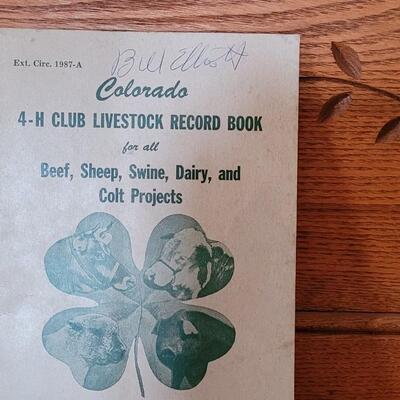 Bill Elliott
Ext. Circ. 1987-A
Colorado
4-H CLUB LIVESTOCK RECORD BOOK
for all
Beef, Sheep, Swine, Dairy, and
Colt Projects